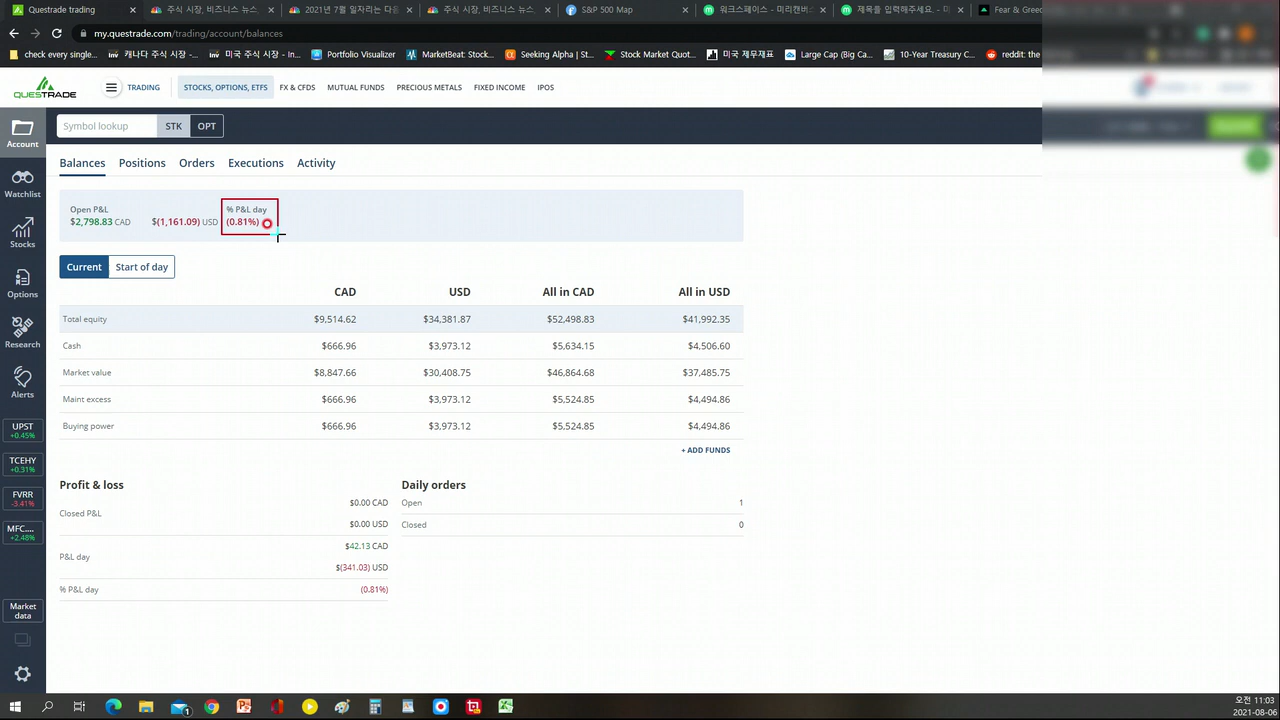 Questrade trading
주식 시장, 비즈니스 뉴스
2021년 7월 일자리는 다음
주식 시장, 비즈니스 뉴스
S&P 500 Map
워크스페이스 - 미리캔버스
제목을 입력해주세요. - 미
Fear & Greed
my.questrade.com/trading/account/balances
check every single...
캐나다 주식 시장 - In...
미국 주식 시장 - In...
Portfolio Visualizer
MarketBeat: Stock...
Seeking Alpha | St...
Stock Market Quot...
미국 재무제표
Large Cap (Big Ca...
10-Year Treasury C...
reddit: the
QUESTRADE
TRADING
STOCKS, OPTIONS, ETFS
FX & CFDS
MUTUAL FUNDS
PRECIOUS METALS
FIXED INCOME
IPOS
Symbol lookup
STK
OPT
Account
Watchlist
Stocks
Options
Research
Alerts
UPST
+0.45%
TCEHY
+0.31%
FVRR
-3.41%
MFC....
+2.48%
Market
data
Balances Positions Orders Executions Activity
Open P&L % P&L day
$2,798.83 CAD $(1,161.09) USD (0.81%)
Current Start of day
CAD USD All in CAD All in USD
Total equity $9,514.62 $34,381.87 $52,498.83 $41,992.35
Cash $666.96 $3,973.12 $5,634.15 $4,506.60
Market value $8,847.66 $30,408.75 $46,864.68 $37,485.75
Maint excess $666.96 $3,973.12 $5,524.85 $4,494.86
Buying power $666.96 $3,973.12 $5,524.85 $4,494.86
+ ADD FUNDS
Profit & loss
$0.00 CAD
Closed P&L
$0.00 USD
$42.13 CAD
P&L day
$(341.03) USD
% P&L day (0.81%)
Daily orders
Open 1
Closed 0
1
오전 11:03
2021-08-06